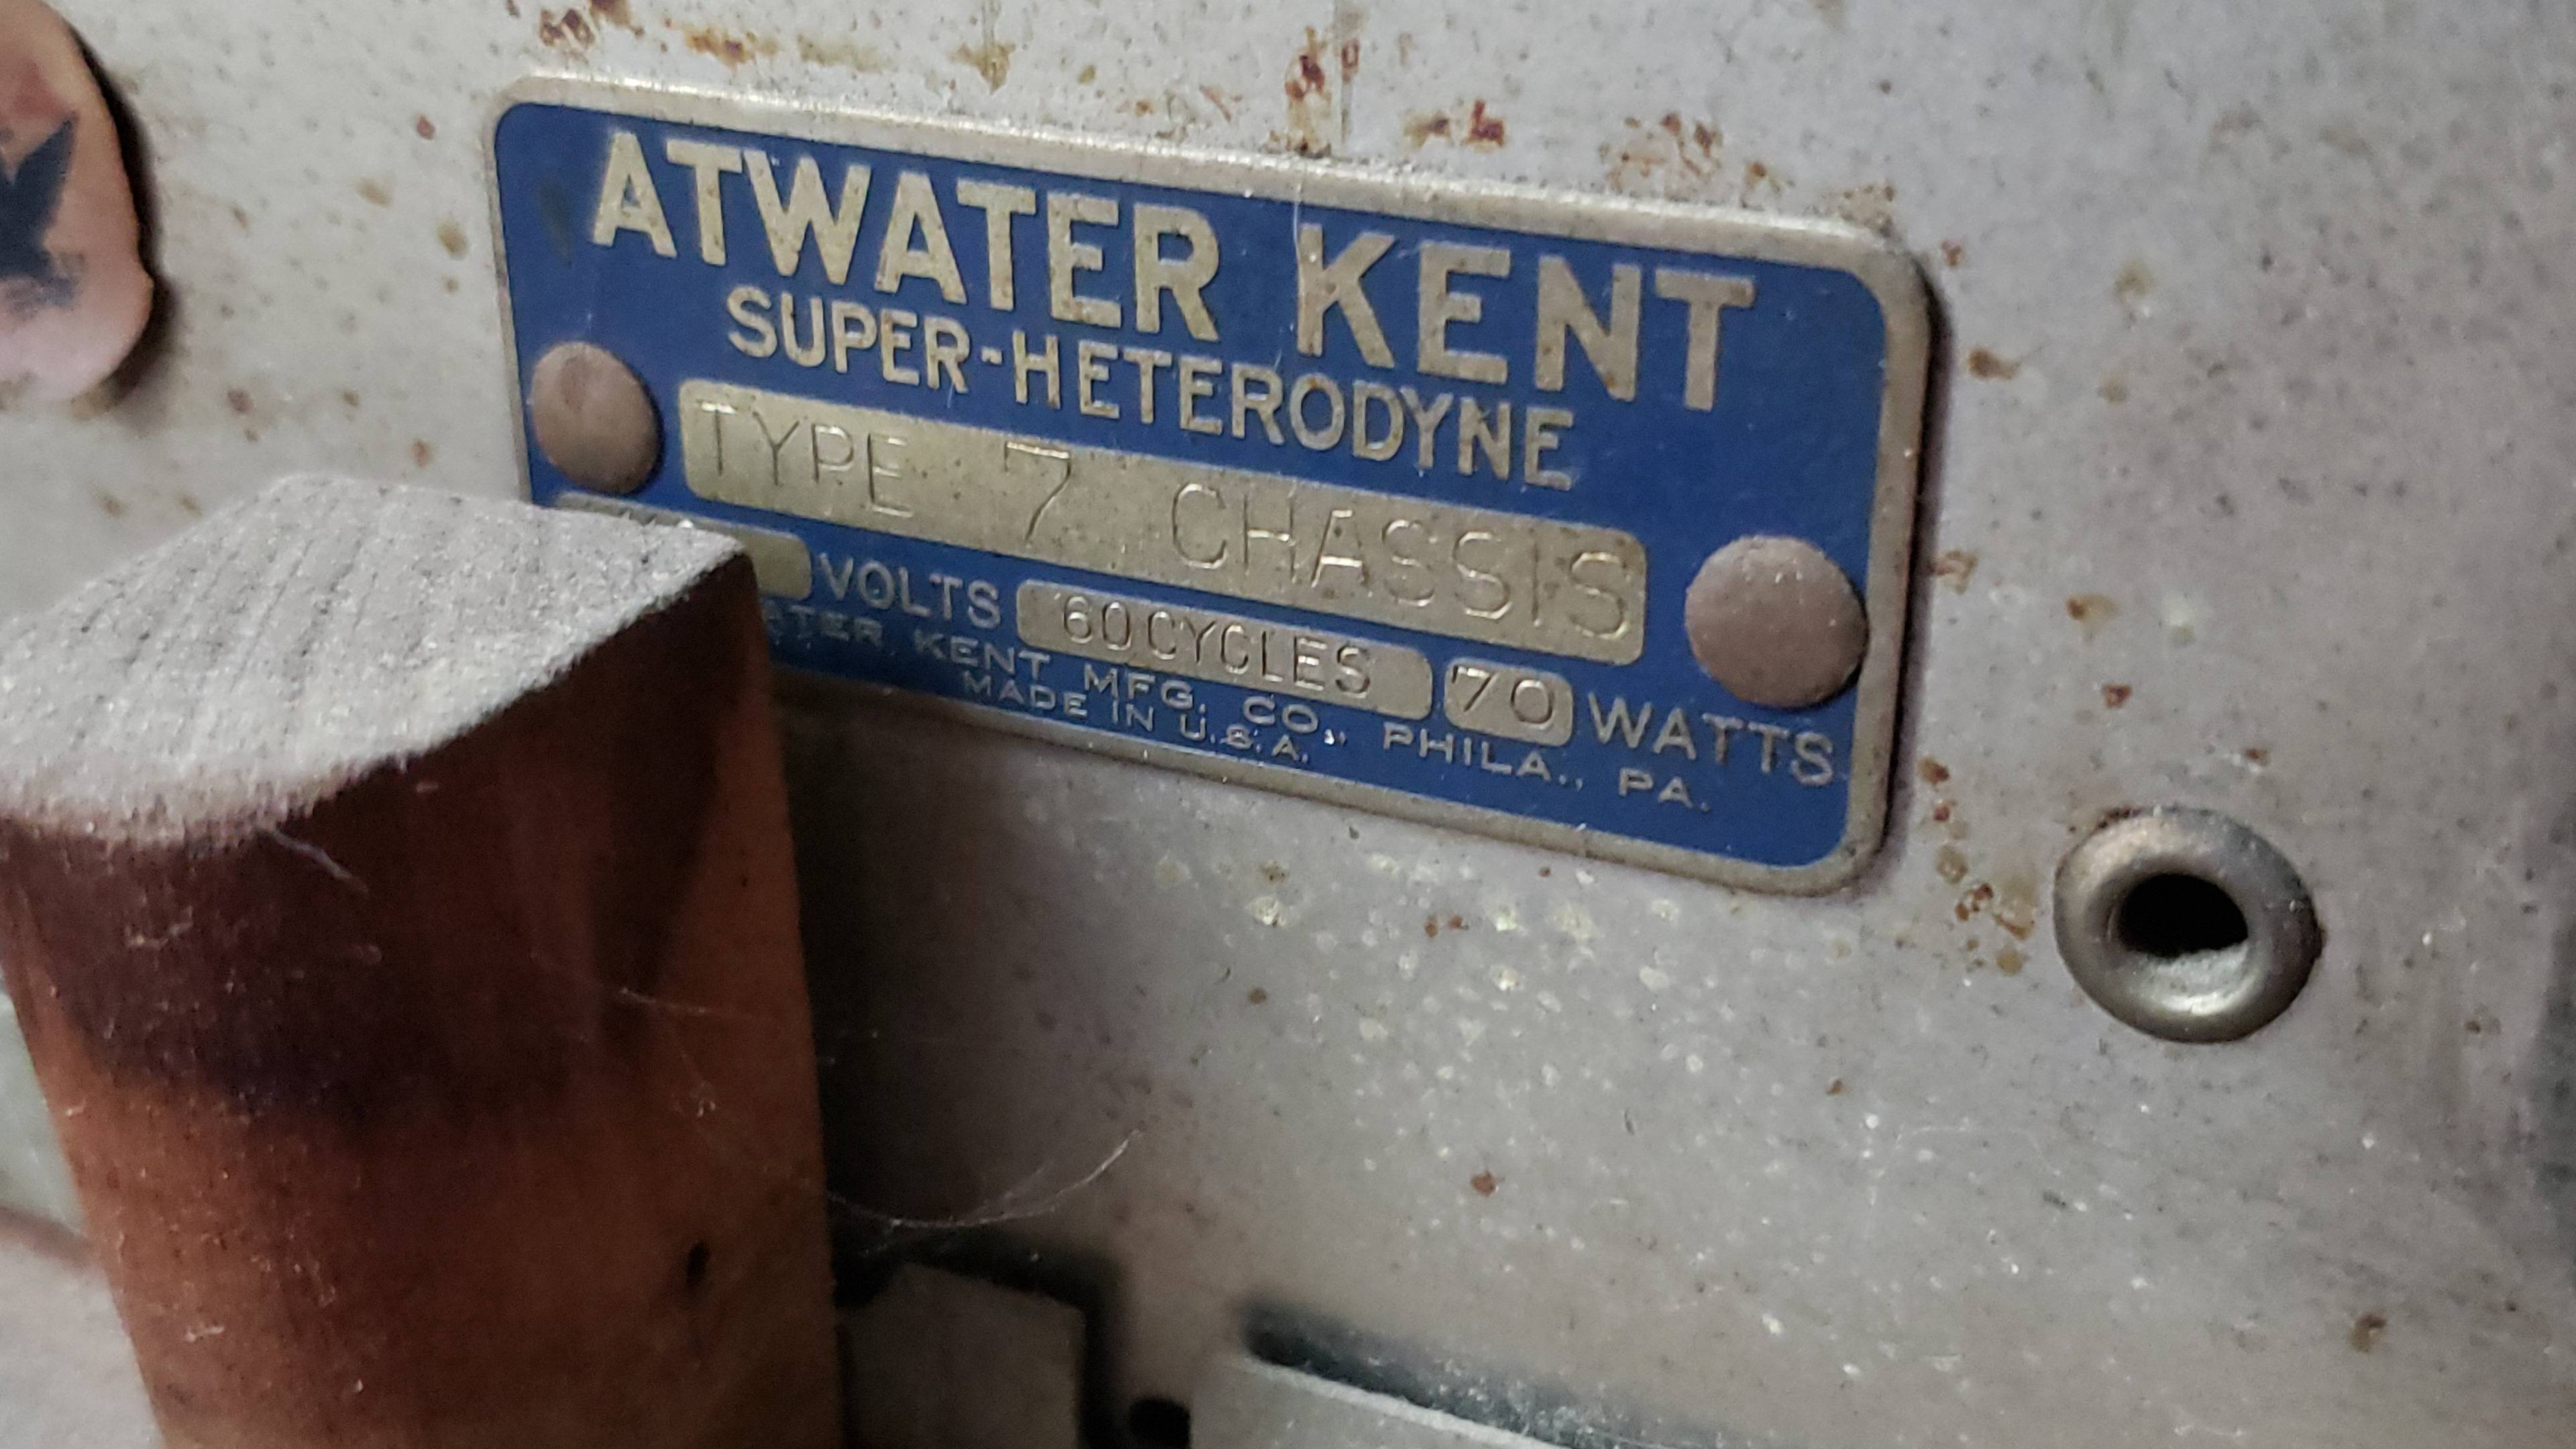 ATWATER KENT
SUPER-HETERODYNE
TYPE 7 CHASSIS
VOLTS 60 CYCLES 70 WATTS
KENT MFG. CO., PHILA., PA.
MADE IN U.S.A.